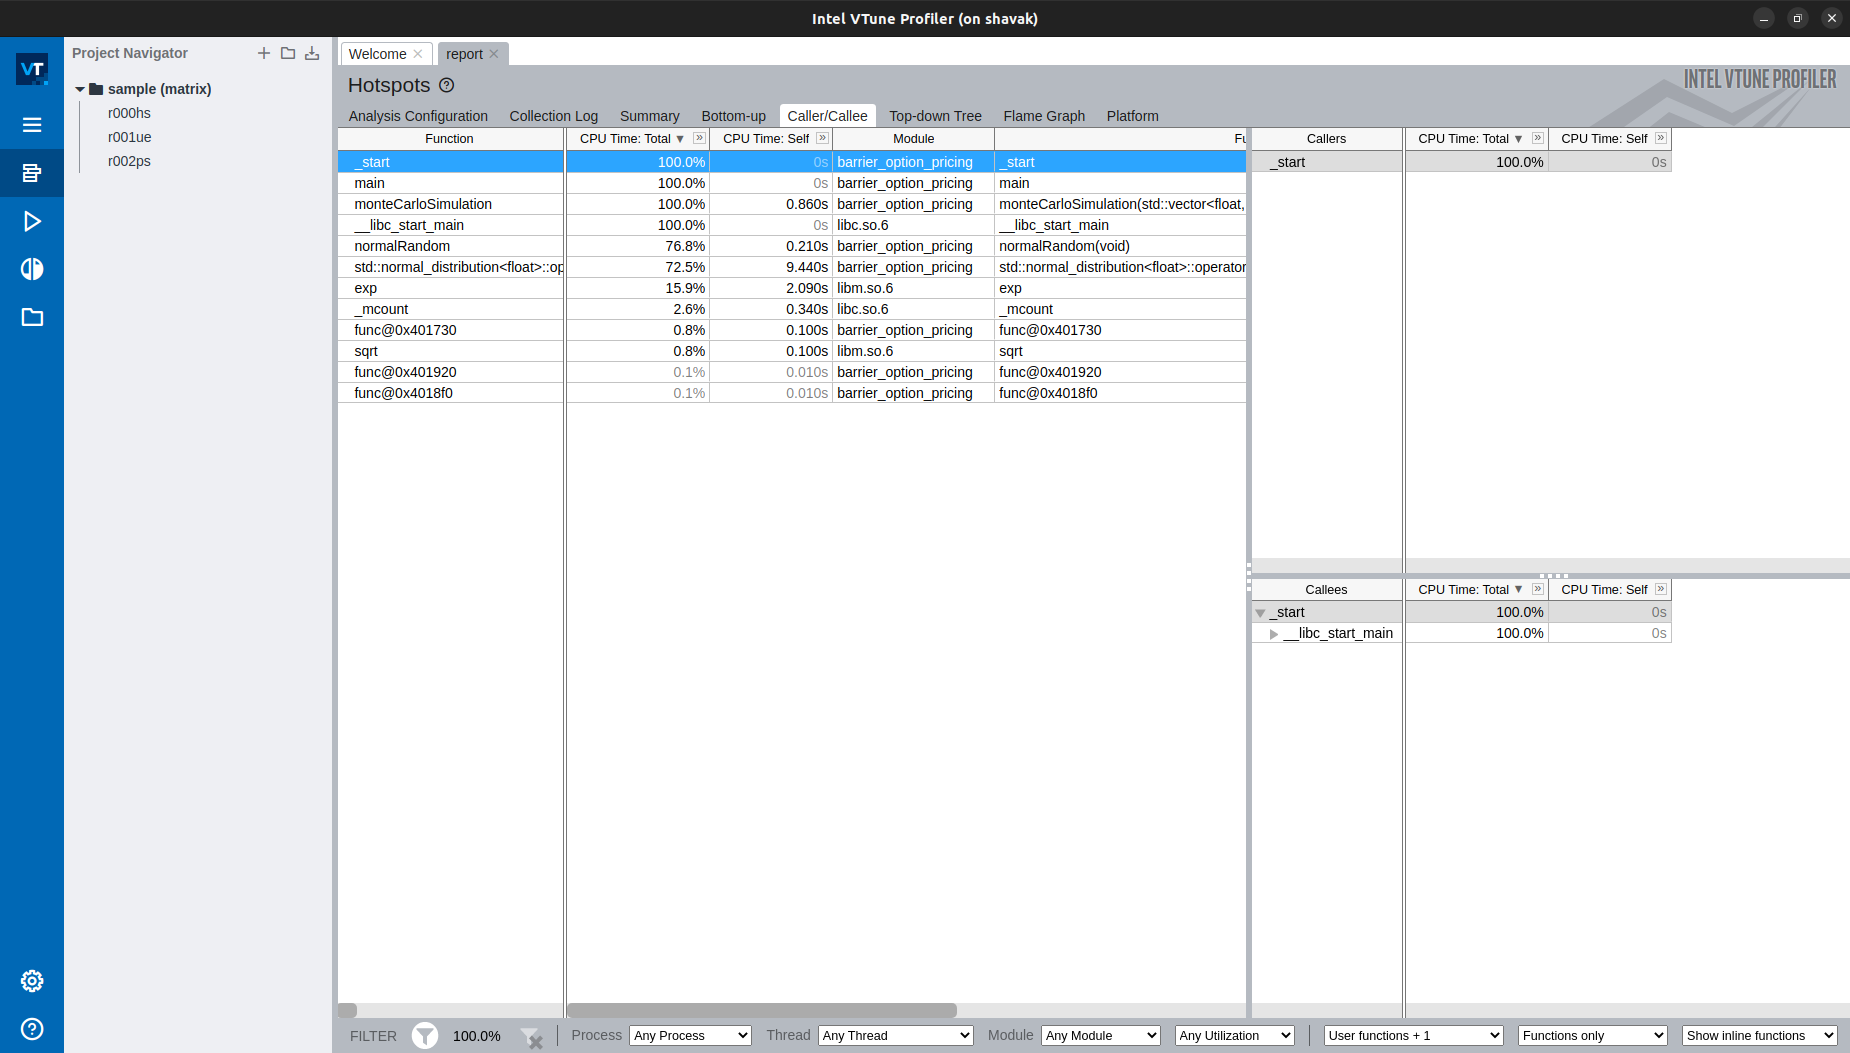 Intel VTune Profiler (on shavak)
VT
Project Navigator
sample (matrix)
r000hs
r001ue
r002ps
Welcome
report
Hotspots
INTEL VTUNE PROFILER
Analysis Configuration Collection Log Summary Bottom-up Caller/Callee Top-down Tree Flame Graph Platform
Function CPU Time: Total CPU Time: Self Module Fu
_start 100.0% 0s barrier_option_pricing _start
main 100.0% 0s barrier_option_pricing main
monteCarloSimulation 100.0% 0.860s barrier_option_pricing monteCarloSimulation(std::vector<float,
__libc_start_main 100.0% 0s libc.so.6 __libc_start_main
normalRandom 76.8% 0.210s barrier_option_pricing normalRandom(void)
std::normal_distribution<float>::op 72.5% 9.440s barrier_option_pricing std::normal_distribution<float>::operator
exp 15.9% 2.090s libm.so.6 exp
_mcount 2.6% 0.340s libc.so.6 _mcount
func@0x401730 0.8% 0.100s barrier_option_pricing func@0x401730
sqrt 0.8% 0.100s libm.so.6 sqrt
func@0x401920 0.1% 0.010s barrier_option_pricing func@0x401920
func@0x4018f0 0.1% 0.010s barrier_option_pricing func@0x4018f0
Callers CPU Time: Total CPU Time: Self
_start 100.0% 0s
Callees CPU Time: Total CPU Time: Self
_start 100.0% 0s
__libc_start_main 100.0% 0s
FILTER 100.0% Process Any Process Thread Any Thread Module Any Module Any Utilization User functions + 1 Functions only Show inline functions